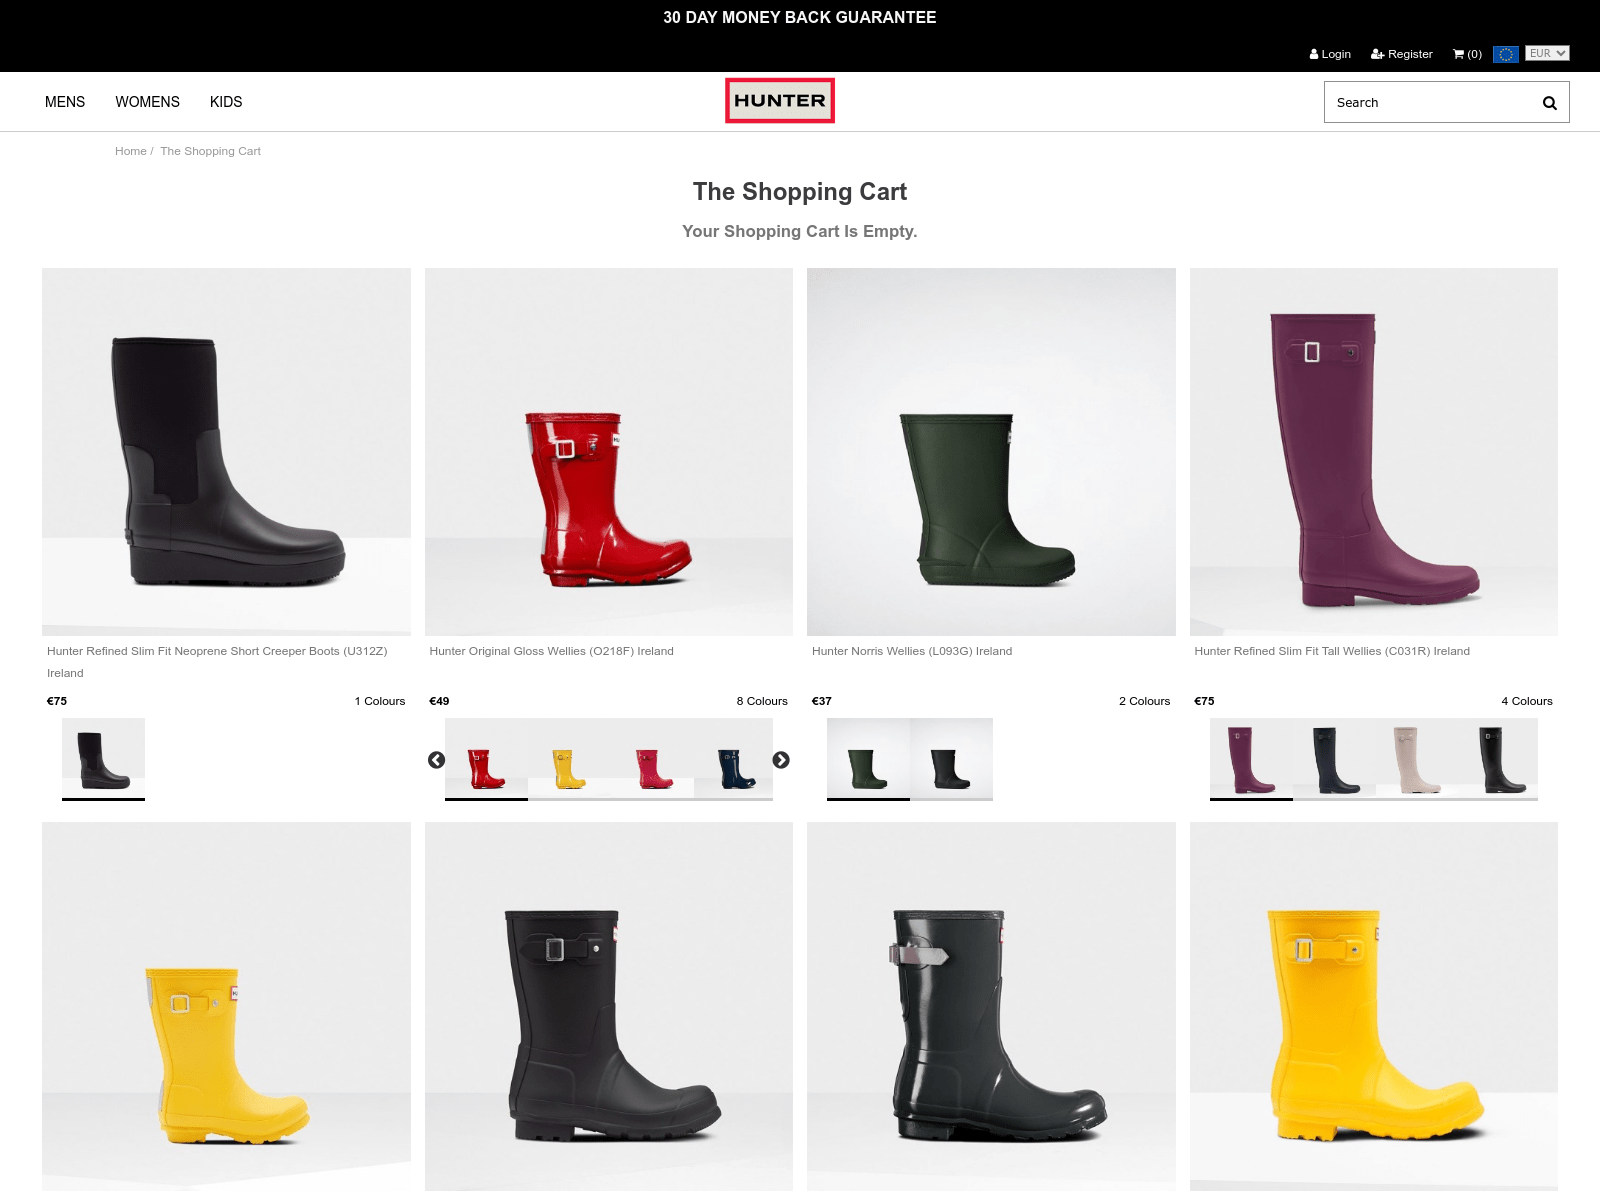 30 DAY MONEY BACK GUARANTEE
Login
Register
(0)
EUR
MENS
WOMENS
KIDS
HUNTER
Search
Home / The Shopping Cart
The Shopping Cart
Your Shopping Cart Is Empty.
Hunter Refined Slim Fit Neoprene Short Creeper Boots (U312Z)
Ireland
€75
1 Colours
Hunter Original Gloss Wellies (O218F) Ireland
€49
8 Colours
Hunter Norris Wellies (L093G) Ireland
€37
2 Colours
Hunter Refined Slim Fit Tall Wellies (C031R) Ireland
€75
4 Colours